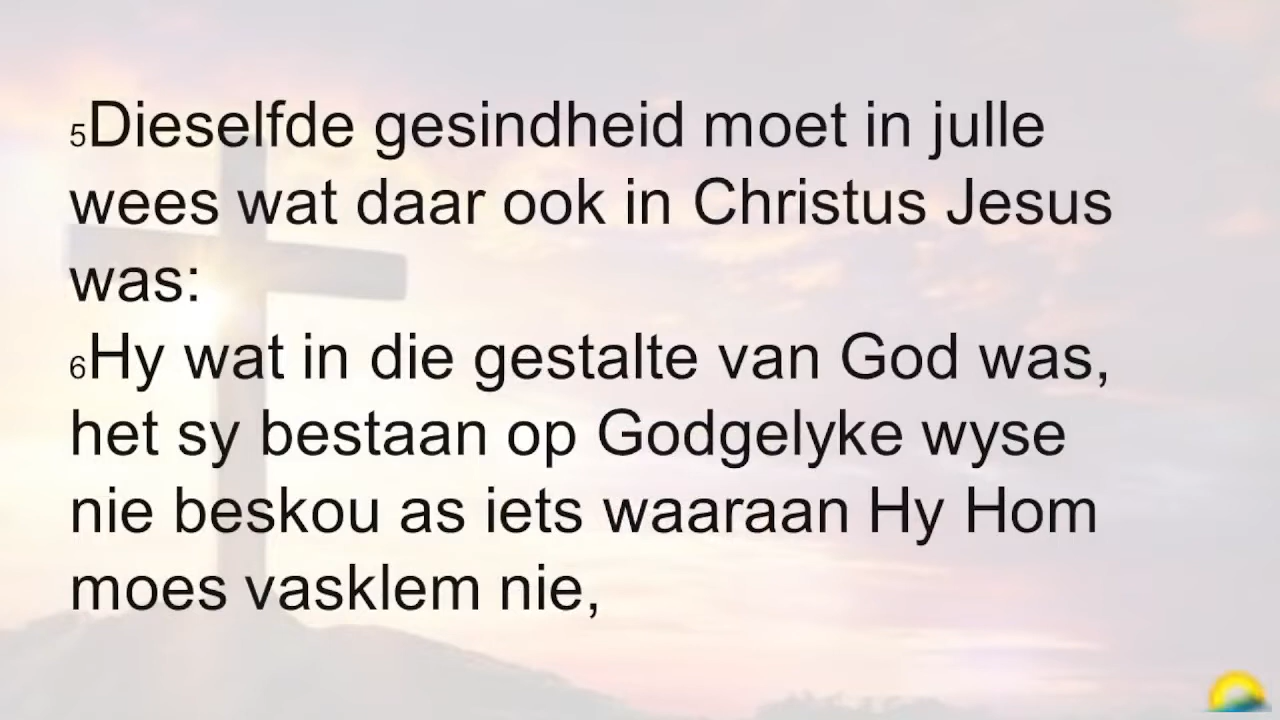 5Dieselfde gesindheid moet in julle
wees wat daar ook in Christus Jesus
was:
6Hy wat in die gestalte van God was,
het sy bestaan op Godgelyke wyse
nie beskou as iets waaraan Hy Hom
moes vasklem nie,